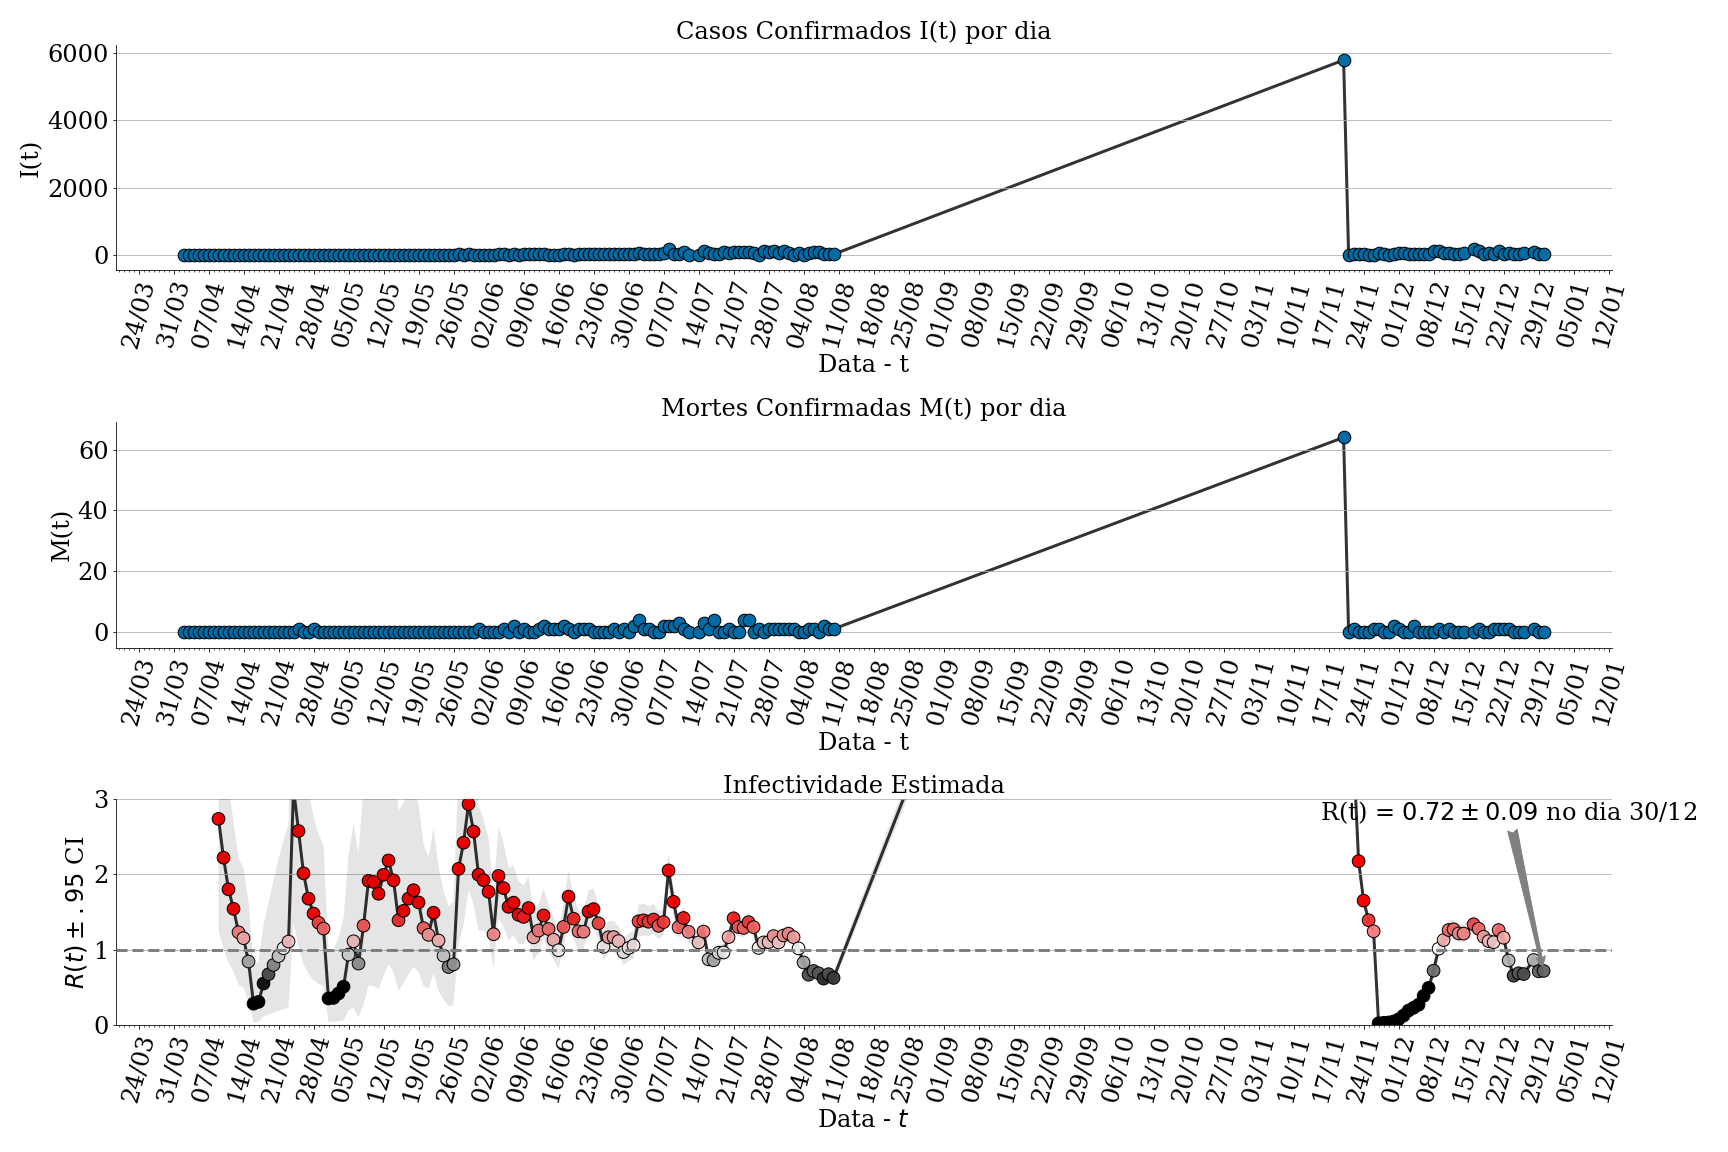 Casos Confirmados I(t) por dia
I(t)
6000
4000
2000
0
24/03 31/03 07/04 14/04 21/04 28/04 05/05 12/05 19/05 26/05 02/06 09/06 16/06 23/06 30/06 07/07 14/07 21/07 28/07 04/08 11/08 18/08 25/08 01/09 08/09 15/09 22/09 29/09 06/10 13/10 20/10 27/10 03/11 10/11 17/11 24/11 01/12 08/12 15/12 22/12 29/12 05/01 12/01
Data - t
Mortes Confirmadas M(t) por dia
M(t)
60
40
20
0
24/03 31/03 07/04 14/04 21/04 28/04 05/05 12/05 19/05 26/05 02/06 09/06 16/06 23/06 30/06 07/07 14/07 21/07 28/07 04/08 11/08 18/08 25/08 01/09 08/09 15/09 22/09 29/09 06/10 13/10 20/10 27/10 03/11 10/11 17/11 24/11 01/12 08/12 15/12 22/12 29/12 05/01 12/01
Data - t
Infectividade Estimada
R(t) = 0.72 ± 0.09 no dia 30/12
R(t) ± .95 CI
3
2
1
0
24/03 31/03 07/04 14/04 21/04 28/04 05/05 12/05 19/05 26/05 02/06 09/06 16/06 23/06 30/06 07/07 14/07 21/07 28/07 04/08 11/08 18/08 25/08 01/09 08/09 15/09 22/09 29/09 06/10 13/10 20/10 27/10 03/11 10/11 17/11 24/11 01/12 08/12 15/12 22/12 29/12 05/01 12/01
Data - t